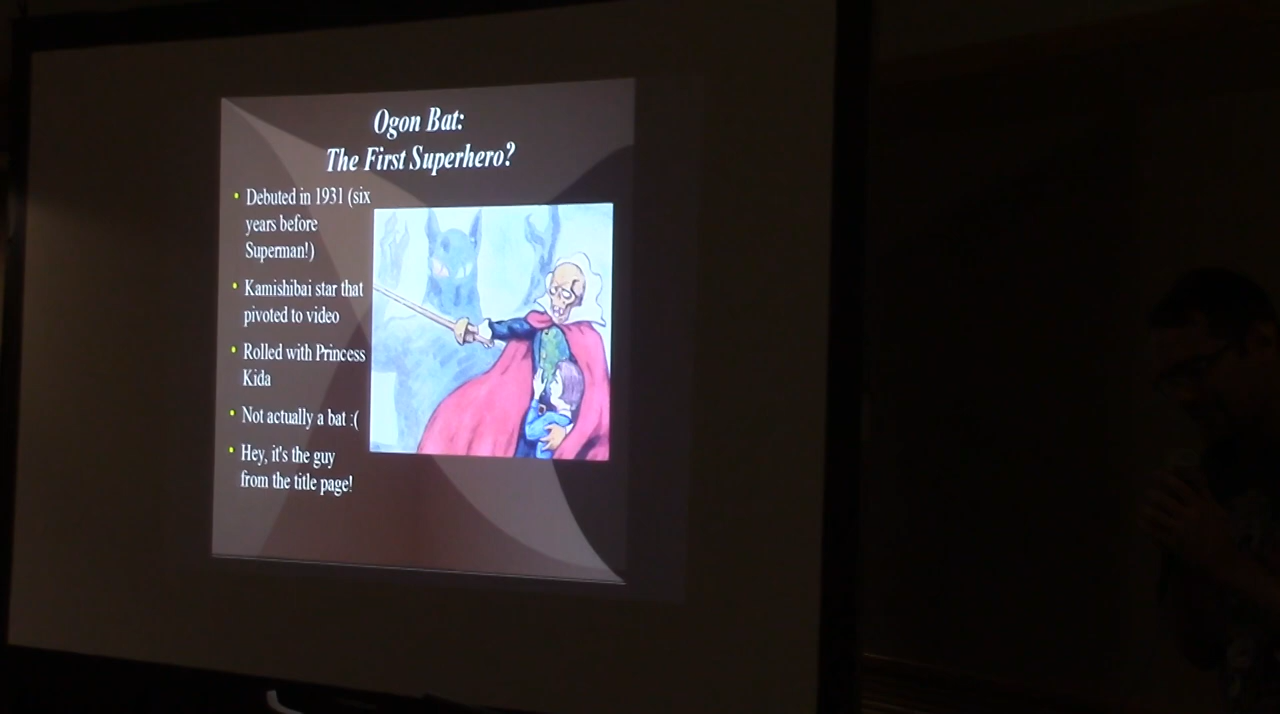 Ogon Bat:
The First Superhero?
Debuted in 1931 (six
years before
Superman!)
Kamishibai star that
pivoted to video
Rolled with Princess
Kida
Not actually a bat :(
Hey, it's the guy
from the title page!